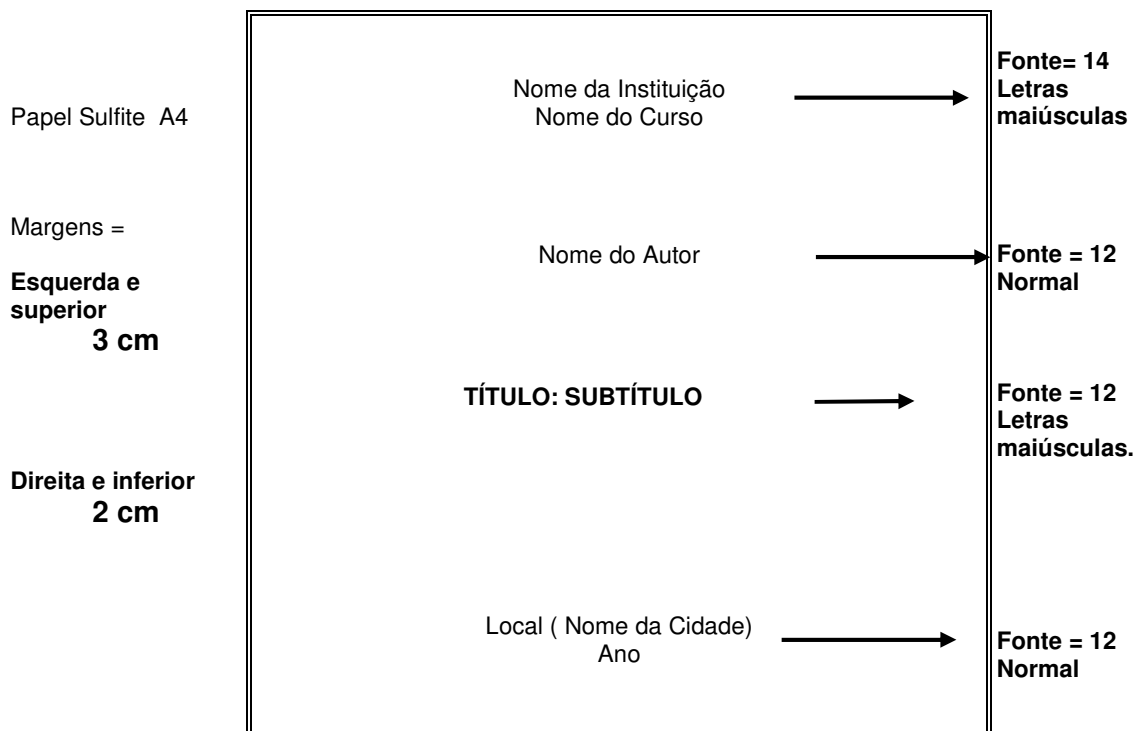 Papel Sulfite A4
Margens =
Esquerda e
superior
3 cm
Direita e inferior
2 cm
Nome da Instituição
Nome do Curso
Nome do Autor
TÍTULO: SUBTÍTULO
Local ( Nome da Cidade)
Ano
Fonte= 14
Letras
maiúsculas
Fonte = 12
Normal
Fonte = 12
Letras
maiúsculas.
Fonte = 12
Normal